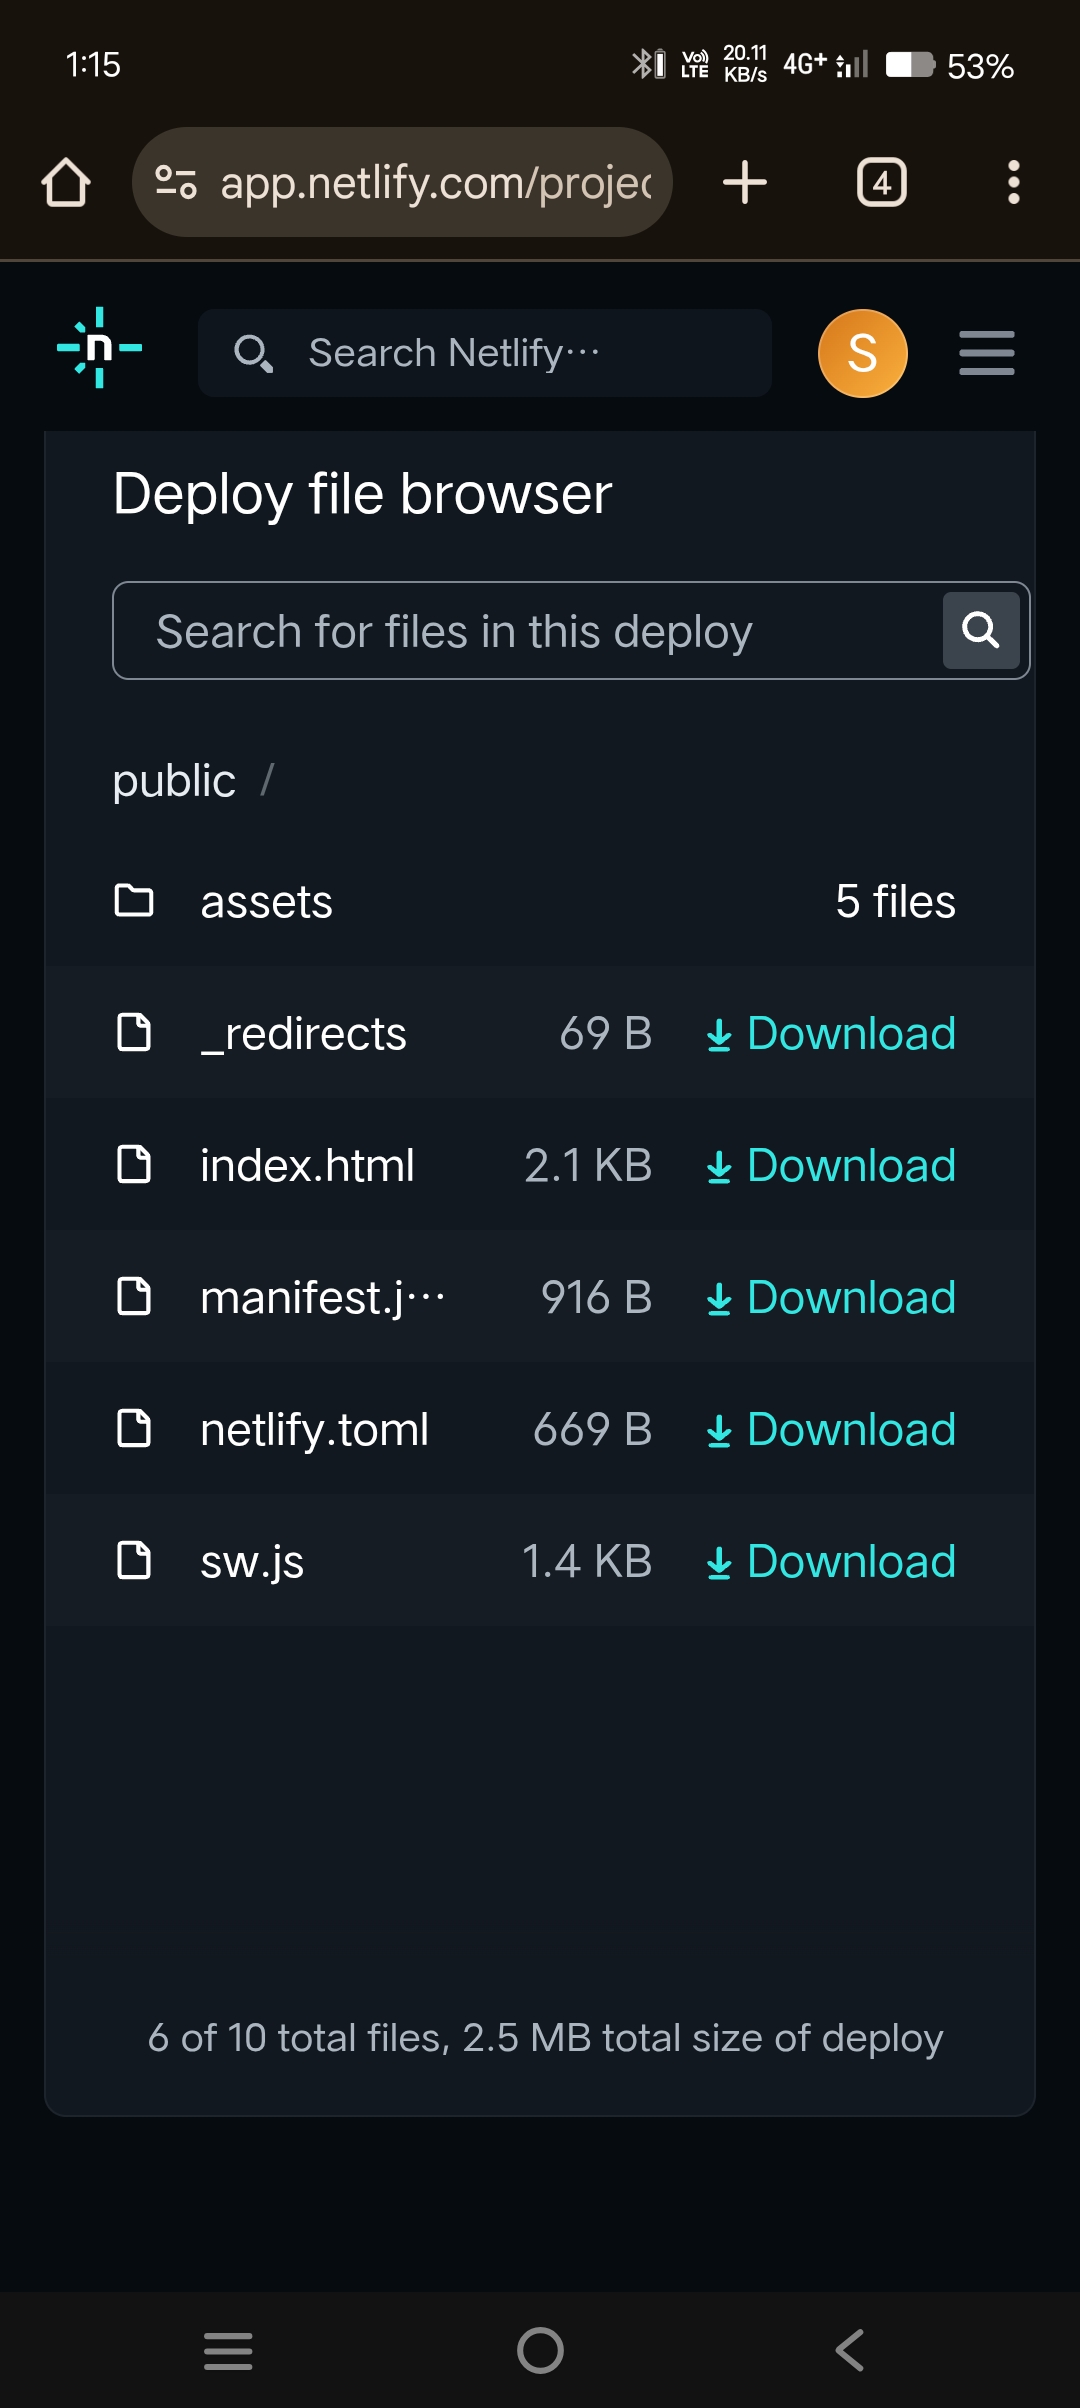 1:15
Vo)) LTE 20.11 KB/s 4G+ 53%
app.netlify.com/projec
4
n
Search Netlify···
S
Deploy file browser
Search for files in this deploy
public /
assets 5 files
_redirects 69 B Download
index.html 2.1 KB Download
manifest.j··· 916 B Download
netlify.toml 669 B Download
sw.js 1.4 KB Download
6 of 10 total files, 2.5 MB total size of deploy